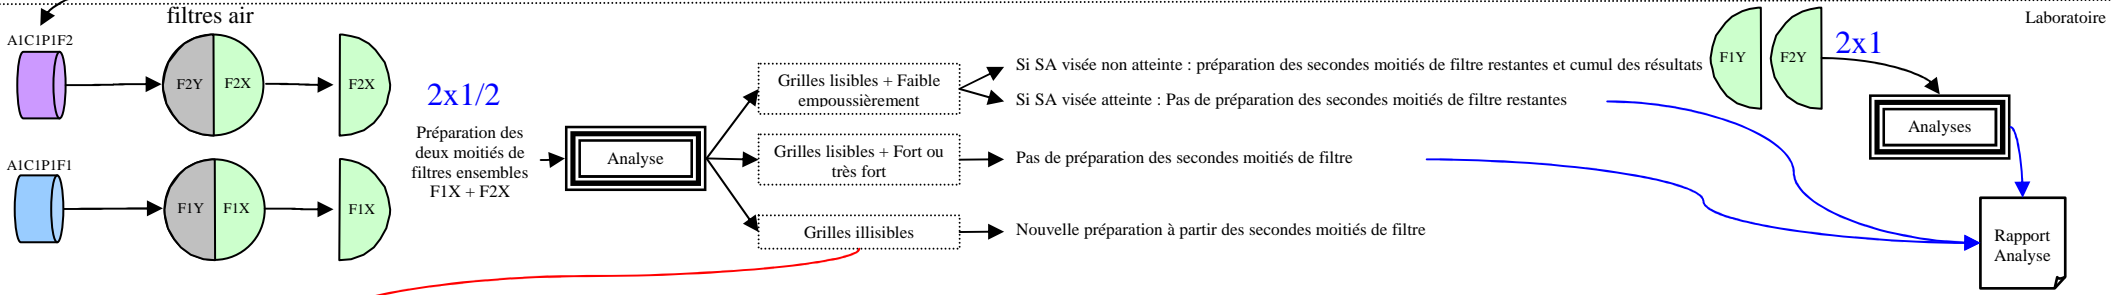 filtres air
Laboratoire
A1C1P1F2
F2Y
F2X
F2X
2x1/2
Préparation des
deux moitiés de
filtres ensembles
F1X + F2X
A1C1P1F1
F1Y
F1X
F1X
Analyse
Grilles lisibles + Faible
empoussièrement
Si SA visée non atteinte : préparation des secondes moitiés de filtre restantes et cumul des résultats
Si SA visée atteinte : Pas de préparation des secondes moitiés de filtre restantes
Grilles lisibles + Fort ou
très fort
Pas de préparation des secondes moitiés de filtre
Grilles illisibles
Nouvelle préparation à partir des secondes moitiés de filtre
F1Y
F2Y
2x1
Analyses
Rapport
Analyse